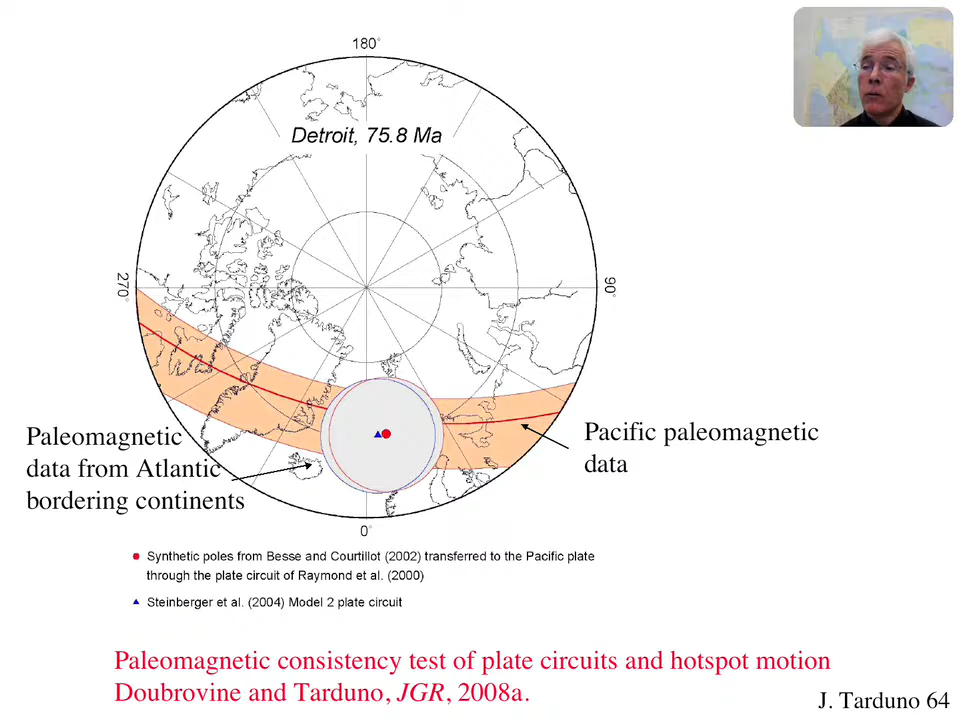 180°
Detroit, 75.8 Ma
270°
90°
Paleomagnetic
data from Atlantic
bordering continents
Pacific paleomagnetic
data
0°
Synthetic poles from Besse and Courtillot (2002) transferred to the Pacific plate
through the plate circuit of Raymond et al. (2000)
Steinberger et al. (2004) Model 2 plate circuit
Paleomagnetic consistency test of plate circuits and hotspot motion
Doubrovine and Tarduno, JGR, 2008a.
J. Tarduno 64